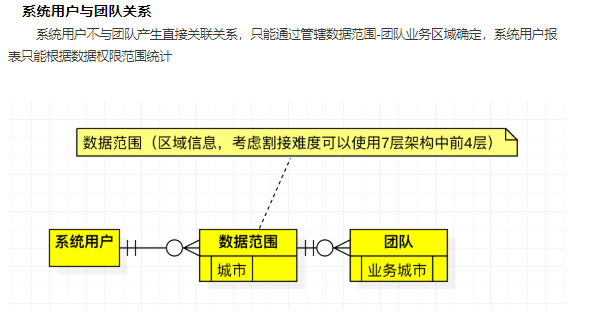 系统用户与团队关系
系统用户不与团队产生直接关联关系，只能通过管辖数据范围-团队业务区域确定，系统用户报
表只能根据数据权限范围统计
数据范围（区域信息，考虑割接难度可以使用7层架构中前4层）
系统用户
数据范围
城市
团队
业务城市